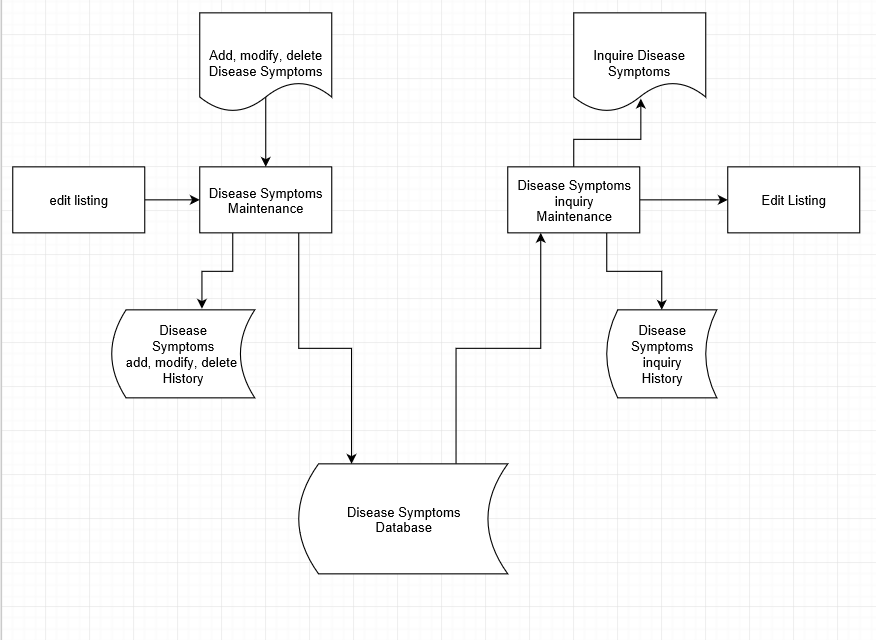 Add, modify, delete
Disease Symptoms
Inquire Disease
Symptoms
edit listing
Disease Symptoms
Maintenance
Disease Symptoms
inquiry
Maintenance
Edit Listing
Disease
Symptoms
add, modify, delete
History
Disease
Symptoms
inquiry
History
Disease Symptoms
Database